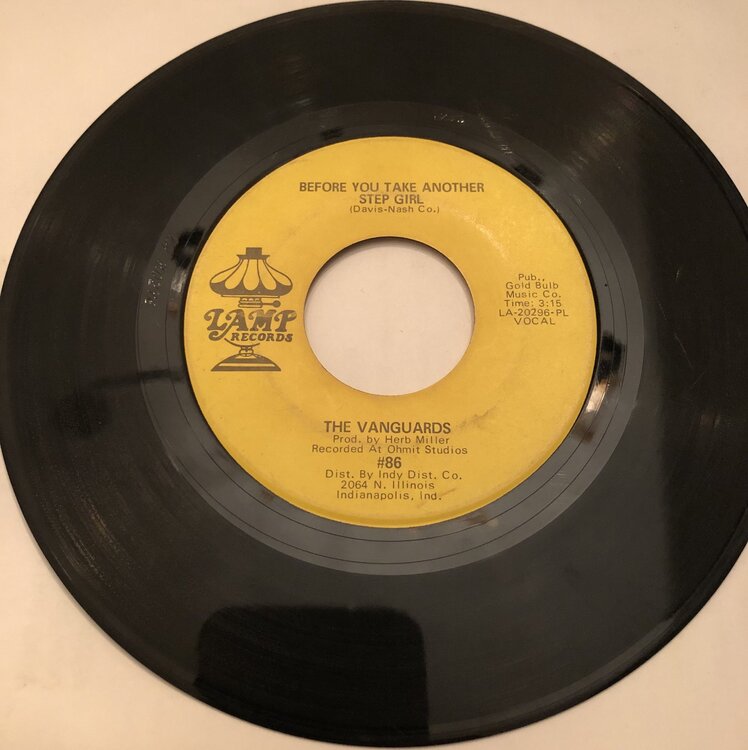 BEFORE YOU TAKE ANOTHER
STEP GIRL
(Davis-Nash Co.)
LAMP
RECORDS
Pub.,
Gold Bulb
Music Co.
Time: 3:15
LA-20296-PL
VOCAL
THE VANGUARDS
Prod. by Herb Miller
Recorded At Ohmit Studios
#86
Dist. By Indy Dist. Co.
2064 N. Illinois
Indianapolis, Ind.